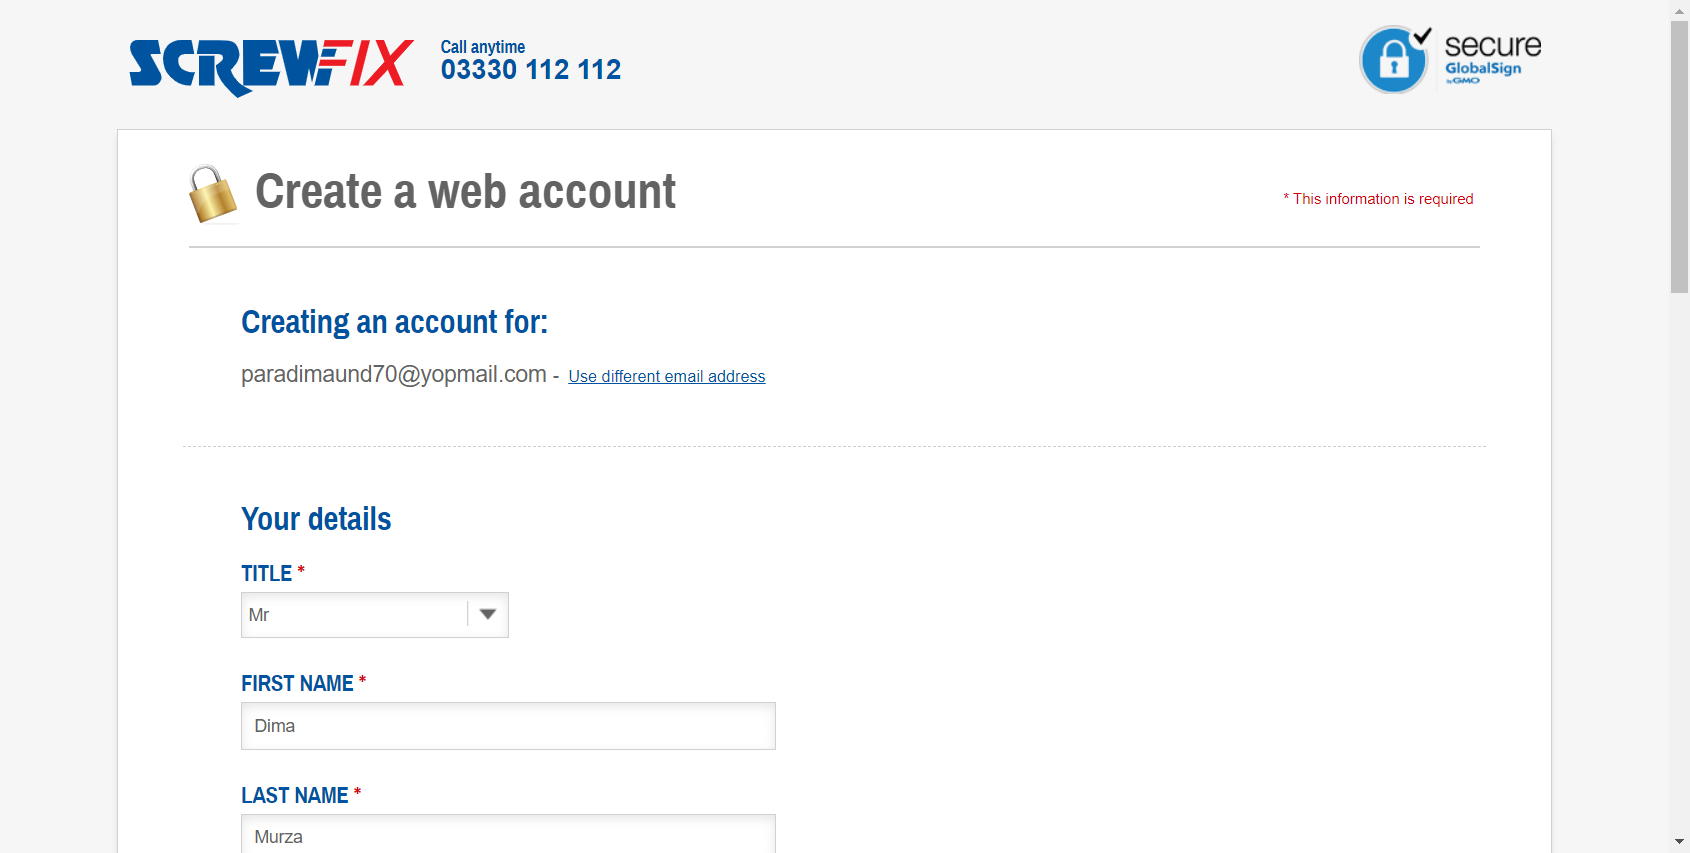 SCREWFIX
Call anytime
03330 112 112
secure
GlobalSign
by GMO
Create a web account
* This information is required
Creating an account for:
paradimaund70@yopmail.com - Use different email address
Your details
TITLE *
Mr
FIRST NAME *
Dima
LAST NAME *
Murza